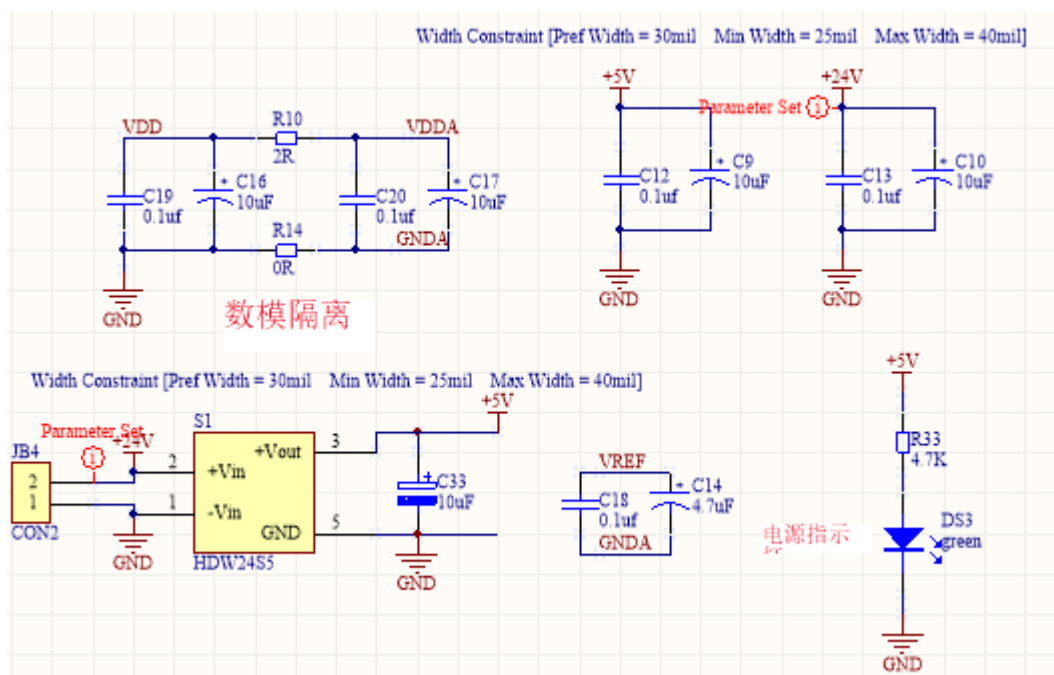 Width Constraint [Pref Width = 30mil Min Width = 25mil Max Width = 40mil]
+5V
+24V
Parameter Set 1
VDD
R10
2R
VDDA
C19
0.1uf
C16
10uF
C20
0.1uf
C17
10uF
R14
0R
GNDA
GND
数模隔离
C12
0.1uf
C9
10uF
C13
0.1uf
C10
10uF
GND
GND
Width Constraint [Pref Width = 30mil Min Width = 25mil Max Width = 40mil]
Parameter Set
1
+24V
JB4
2
1
CON2
GND
S1
2
+Vin
1
-Vin
+Vout
3
GND
5
HDW24S5
+5V
C33
10uF
GND
VREF
C18
0.1uf
C14
4.7uF
GNDA
+5V
R33
4.7K
电源指示
DS3
green
GND